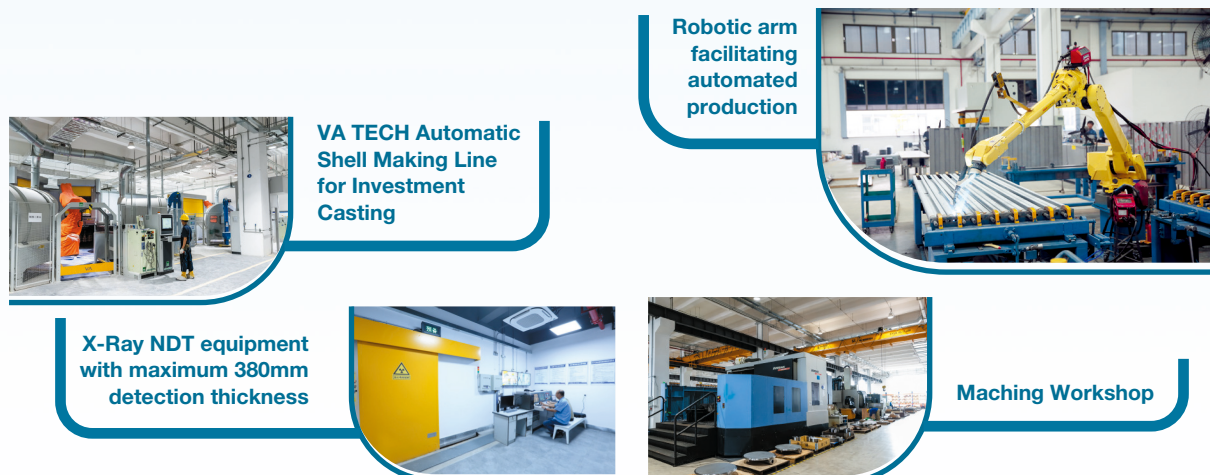 Robotic arm
facilitating
automated
production
VA TECH Automatic
Shell Making Line
for Investment
Casting
X-Ray NDT equipment
with maximum 380mm
detection thickness
Maching Workshop